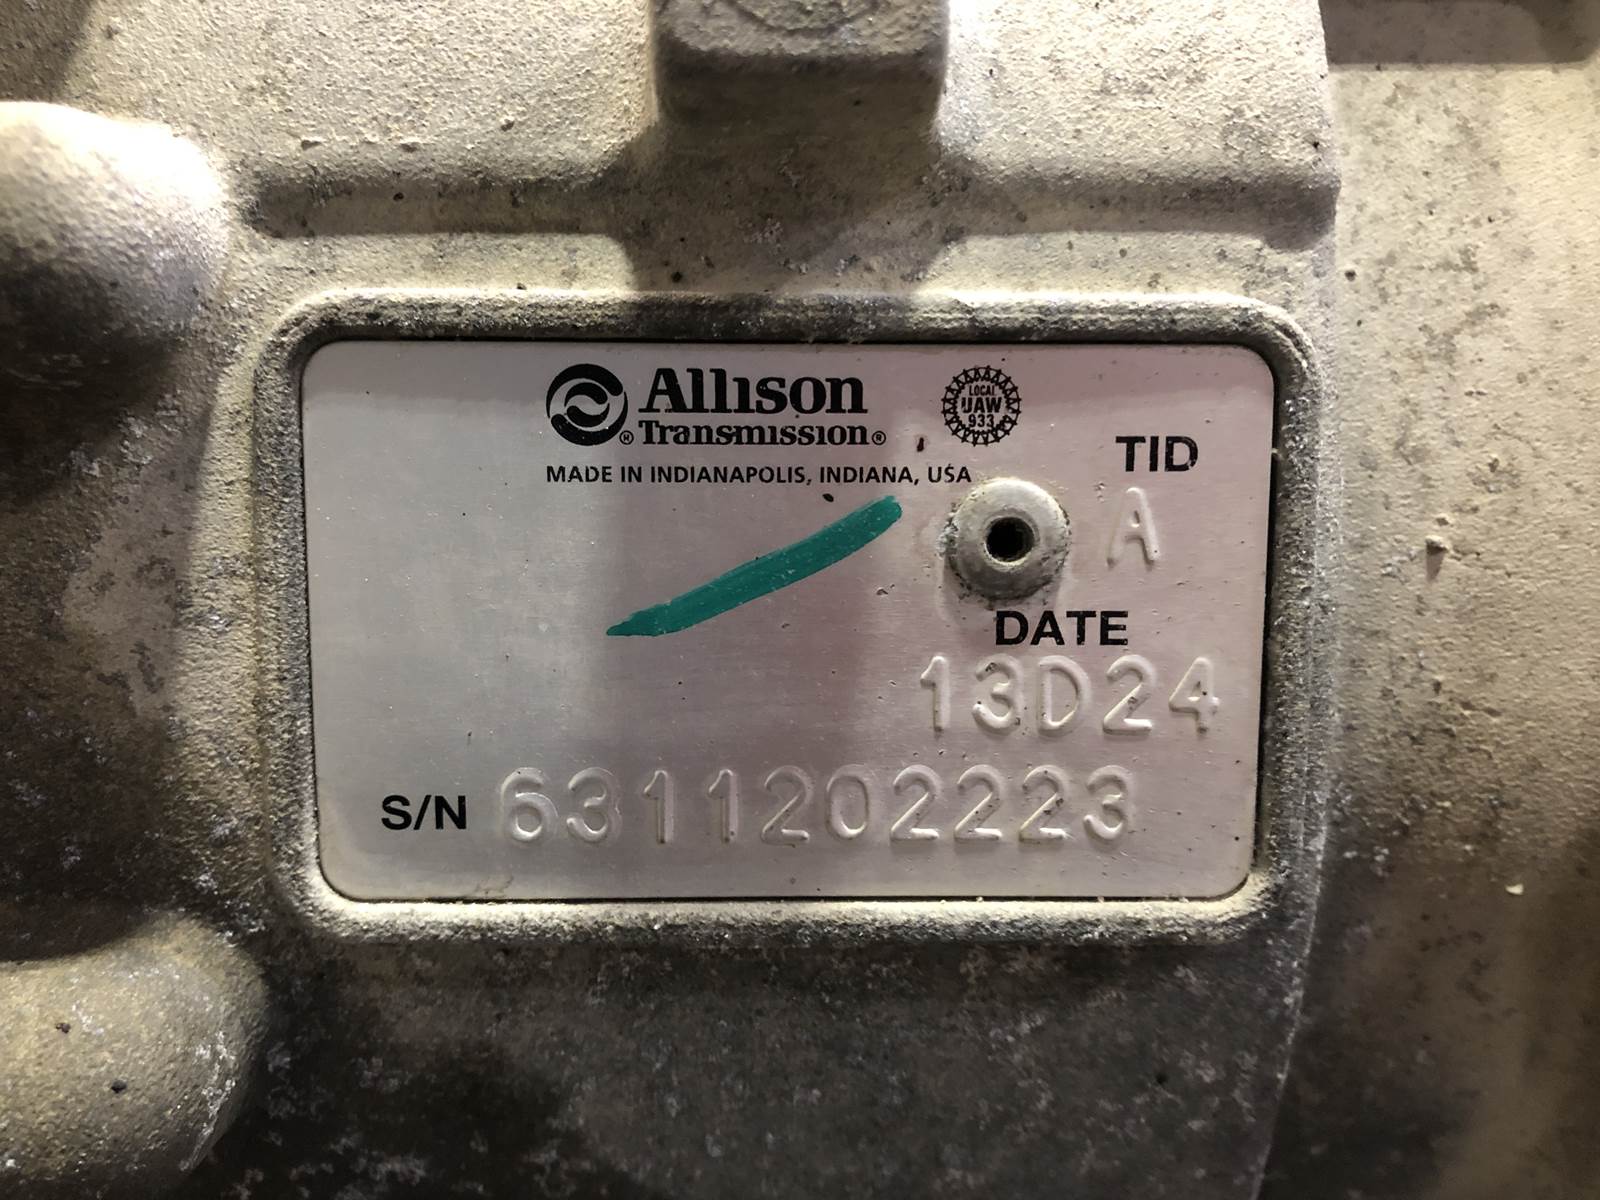 Allison
Transmission®
®
LOCAL
UAW
933
MADE IN INDIANAPOLIS, INDIANA, USA
TID
A
DATE
13D24
S/N 6311202223